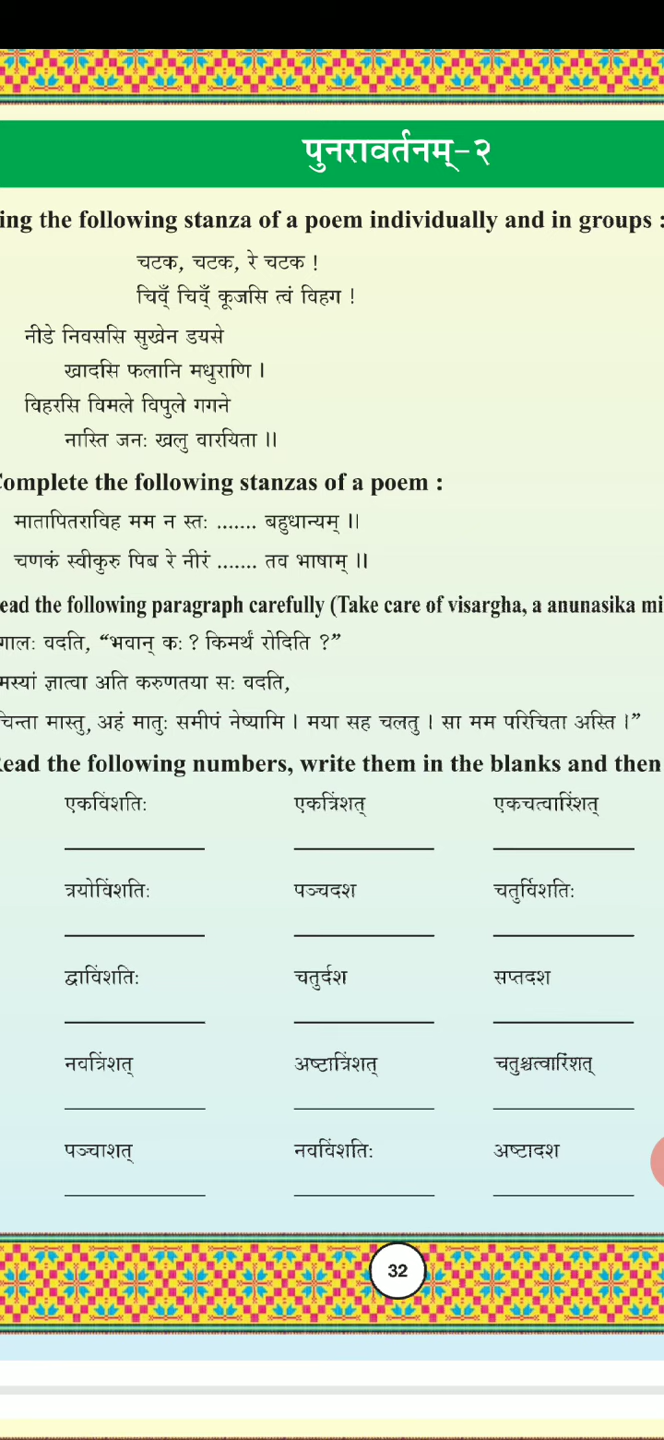 पुनरावर्तनम्-२
ing the following stanza of a poem individually and in groups :
चटक, चटक, रे चटक !
चिव्ँ चिव्ँ कूजसि त्वं विहग !
नीडे निवससि सुखेन डयसे
खादसि फलानि मधुराणि ।
विहरसि विमले विपुले गगने
नास्ति जनः खलु वारयिता ॥
Complete the following stanzas of a poem :
मातापितराविह मम न स्तः ....... बहुधान्यम् ॥
चणकं स्वीकुरु पिब रे नीरं ....... तव भाषाम् ॥
ead the following paragraph carefully (Take care of visargha, a anunasika mi
गालः वदति, “भवान् कः ? किमर्थं रोदिति ?”
मस्यां ज्ञात्वा अति करुणतया सः वदति,
चिन्ता मास्तु, अहं मातुः समीपं नेष्यामि । मया सह चलतु । सा मम परिचिता अस्ति ।”
Read the following numbers, write them in the blanks and then
एकविंशतिः एकत्रिंशत् एकचत्वारिंशत्
त्रयोविंशतिः पञ्चदश चतुर्विंशतिः
द्वाविंशतिः चतुर्दश सप्तदश
नवत्रिंशत् अष्टात्रिंशत् चतुश्चत्वारिंशत्
पञ्चाशत् नवविंशतिः अष्टादश
32